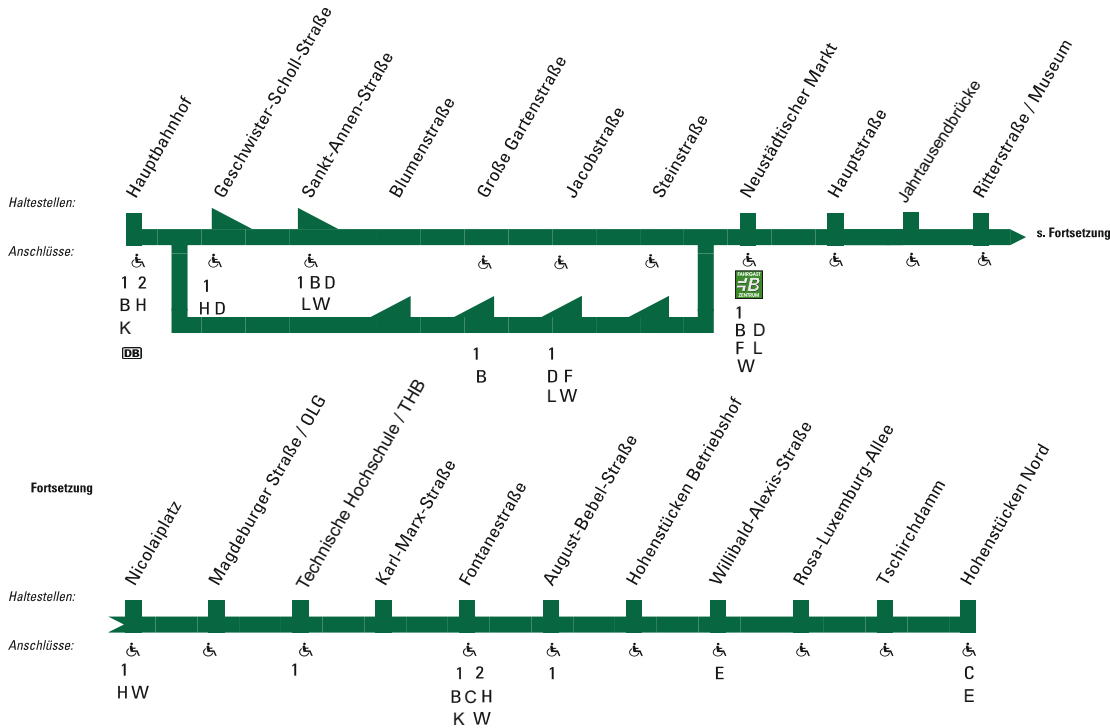 Hauptbahnhof
Geschwister-Scholl-Straße
Sankt-Annen-Straße
Blumenstraße
Große Gartenstraße
Jacobstraße
Steinstraße
Neustädtischer Markt
Hauptstraße
Jahrtausendbrücke
Ritterstraße / Museum
Haltestellen:
s. Fortsetzung
Anschlüsse:
1 2
B H
K
DB
1
H D
1 B D
L W
1
B
1
D F
L W
FAHRGAST
B
ZENTRUM
1
B D
F L
W
Fortsetzung
Nicolaiplatz
Magdeburger Straße / OLG
Technische Hochschule / THB
Karl-Marx-Straße
Fontanestraße
August-Bebel-Straße
Hohenstücken Betriebshof
Willibald-Alexis-Straße
Rosa-Luxemburg-Allee
Tschirchdamm
Hohenstücken Nord
Haltestellen:
Anschlüsse:
1
H W
1
1 2
B C H
K W
1
E
C
E